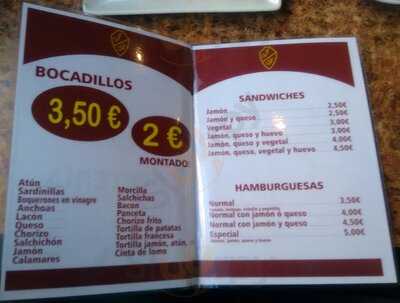 BOCADILLOS
3,50 €
2 €
MONTADOS
Atún
Sardinillas
Boquerones en vinagre
Anchoas
Lacón
Queso
Chorizo
Salchichón
Jamón
Calamares
Morcilla
Salchichas
Bacon
Panceta
Chorizo frito
Tortilla de patatas
Tortilla francesa
Tortilla jamón, atún,
Cinta de lomo
SANDWICHES
Jamón 2,50€
Jamón y queso 2,50€
Vegetal 3,00€
Jamón, queso y huevo 3,00€
Jamón, queso y vegetal 4,00€
Jamón, queso, vegetal y huevo 4,50€
HAMBURGUESAS
Normal 3,50€
Normal con jamón ó queso 4,00€
Normal con jamón y queso 4,50€
Especial 5,00€